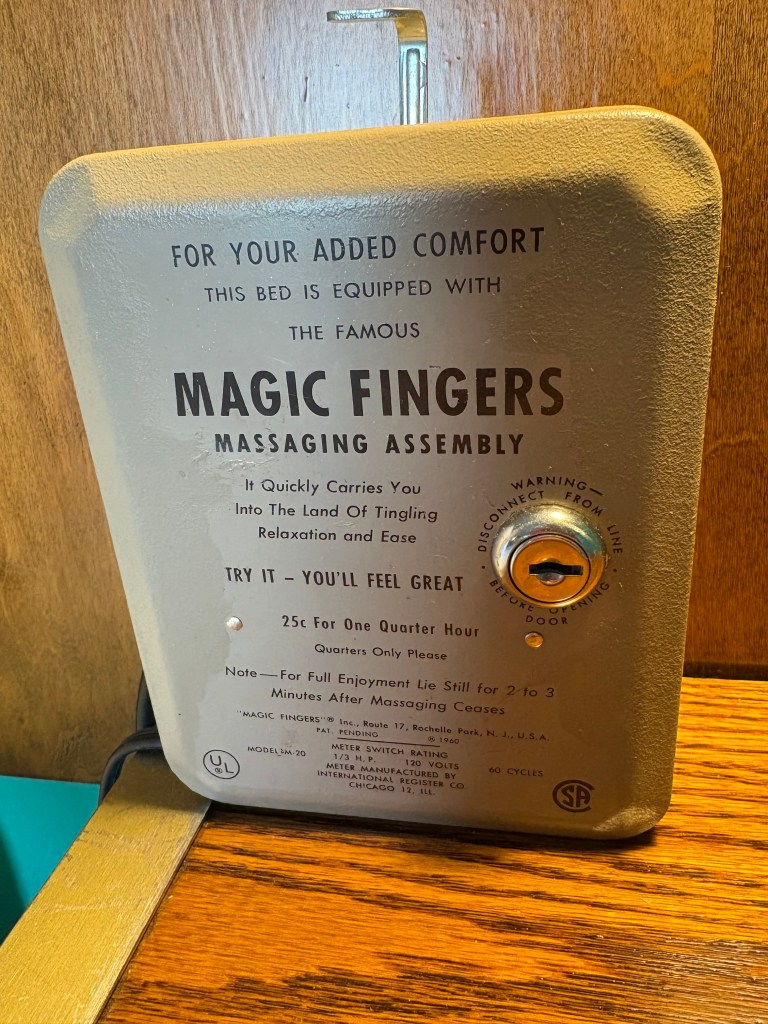 FOR YOUR ADDED COMFORT
THIS BED IS EQUIPPED WITH
THE FAMOUS
MAGIC FINGERS
MASSAGING ASSEMBLY
It Quickly Carries You
Into The Land Of Tingling
Relaxation and Ease
TRY IT – YOU'LL FEEL GREAT
WARNING—
DISCONNECT FROM LINE
BEFORE OPENING
DOOR
25c For One Quarter Hour
Quarters Only Please
Note—For Full Enjoyment Lie Still for 2 to 3
Minutes After Massaging Ceases
"MAGIC FINGERS"® Inc., Route 17, Rochelle Park, N. J., U.S.A.
PAT. PENDING ® 1960
UL®
MODEL M-20
METER SWITCH RATING
1/3 H. P. 120 VOLTS 60 CYCLES
METER MANUFACTURED BY
INTERNATIONAL REGISTER CO.
CHICAGO 12, ILL.
SA